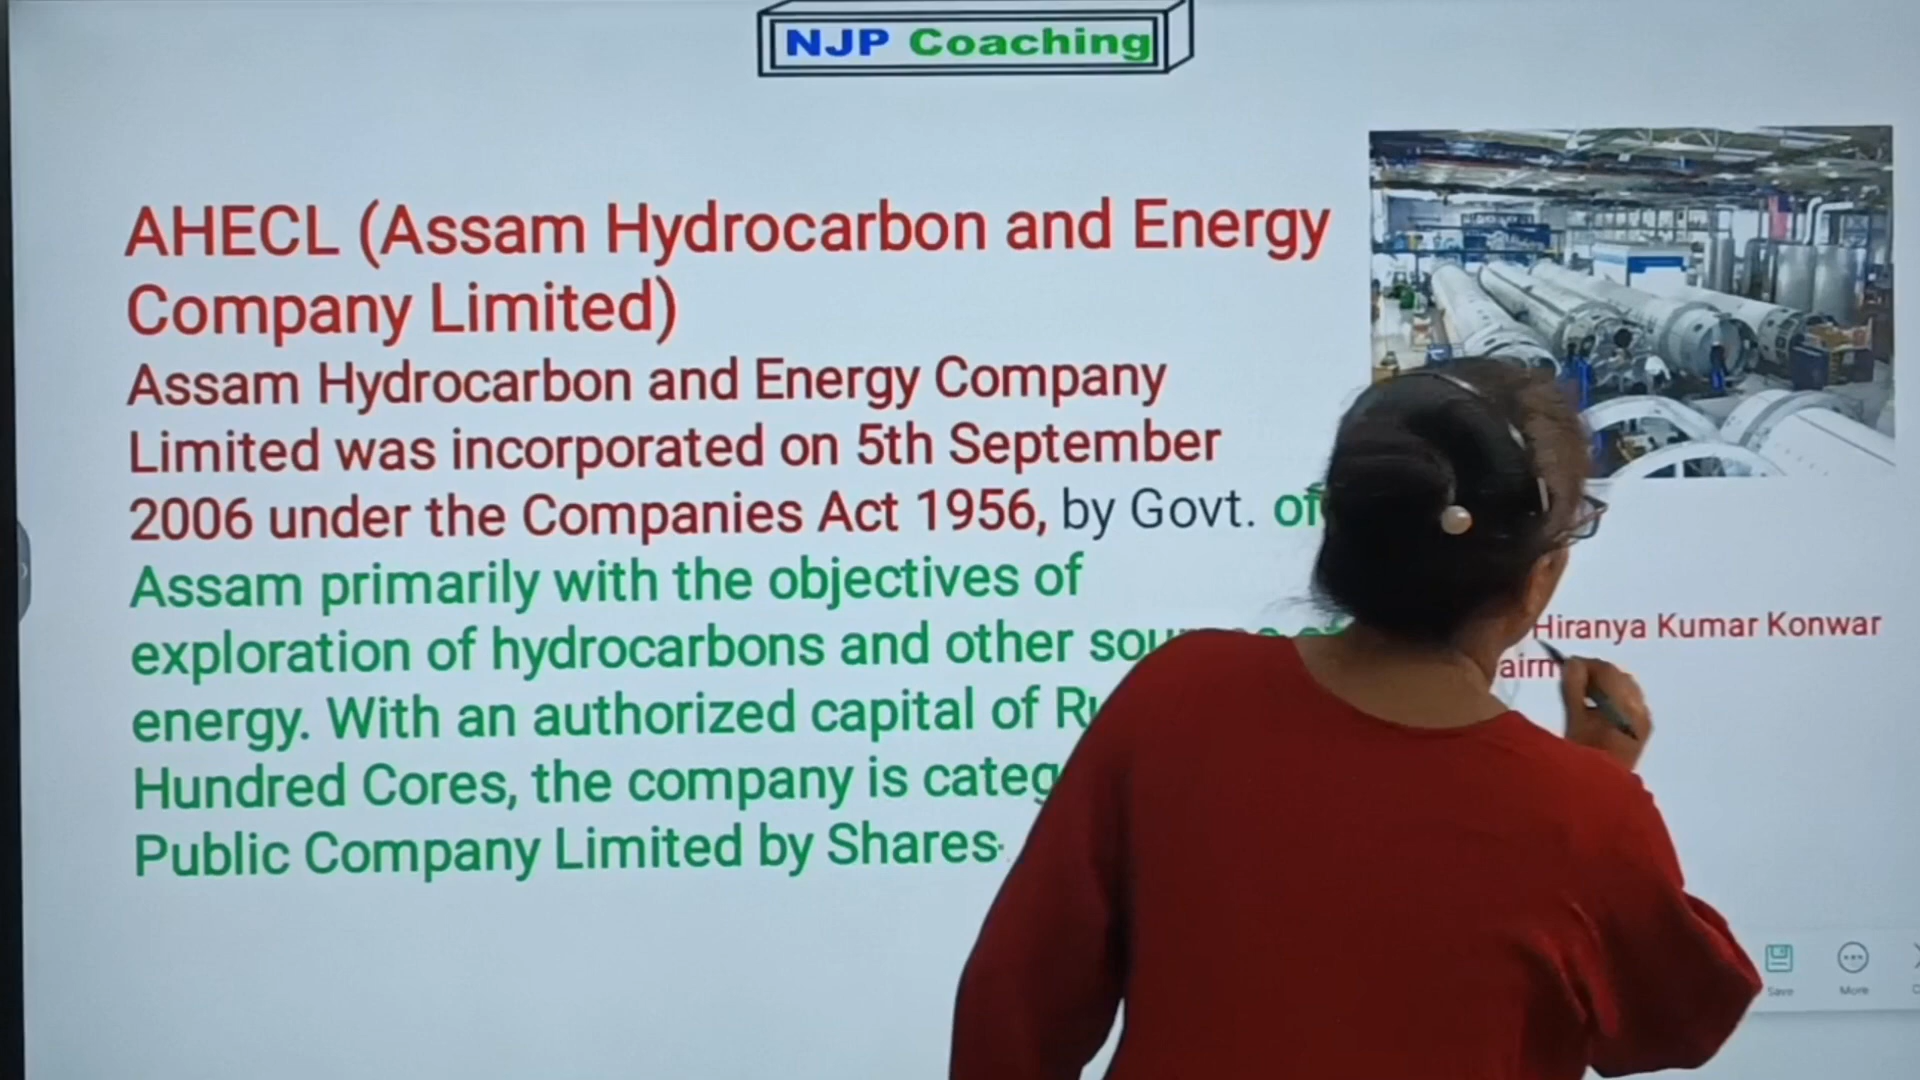 NJP Coaching
AHECL (Assam Hydrocarbon and Energy
Company Limited)
Assam Hydrocarbon and Energy Company
Limited was incorporated on 5th September
2006 under the Companies Act 1956, by Govt. of
Assam primarily with the objectives of
exploration of hydrocarbons and other
energy. With an authorized capital of
Hundred Cores, the company is
Public Company Limited by Shares.
Hiranya Kumar Konwar
Save
More